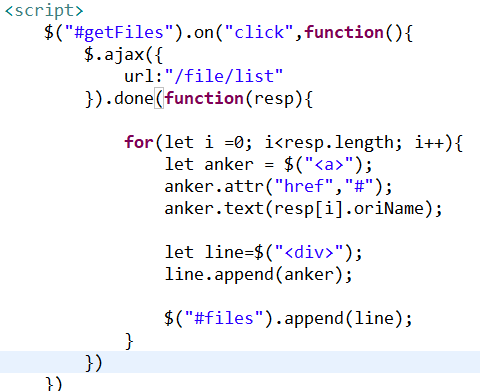 <script>
$("#getFiles").on("click",function(){
$.ajax({
url:"/file/list"
}).done(function(resp){
for(let i =0; i<resp.length; i++){
let anker = $("<a>");
anker.attr("href","#");
anker.text(resp[i].oriName);
let line=$("<div>");
line.append(anker);
$("#files").append(line);
}
})
})